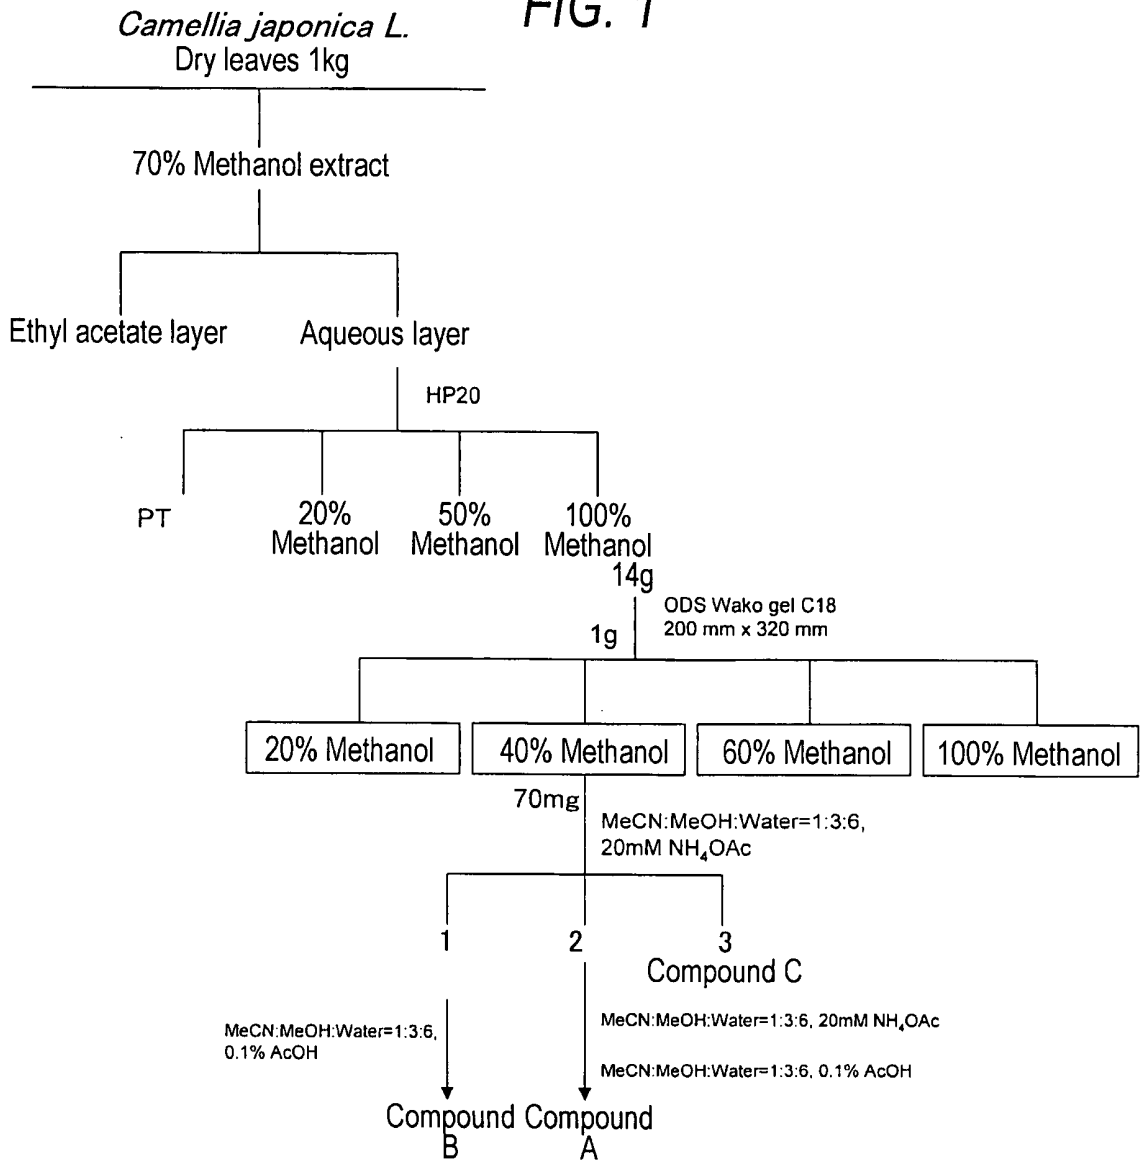 FIG. 1
Camellia japonica L.
Dry leaves 1kg
70% Methanol extract
Ethyl acetate layer
Aqueous layer
HP20
PT
20%
Methanol
50%
Methanol
100%
Methanol
14g
ODS Wako gel C18
200 mm x 320 mm
1g
20% Methanol
40% Methanol
60% Methanol
100% Methanol
70mg
MeCN:MeOH:Water=1:3:6,
20mM NH₄OAc
1
2
3
Compound C
MeCN:MeOH:Water=1:3:6,
0.1% AcOH
MeCN:MeOH:Water=1:3:6, 20mM NH₄OAc
MeCN:MeOH:Water=1:3:6, 0.1% AcOH
Compound
B
Compound
A